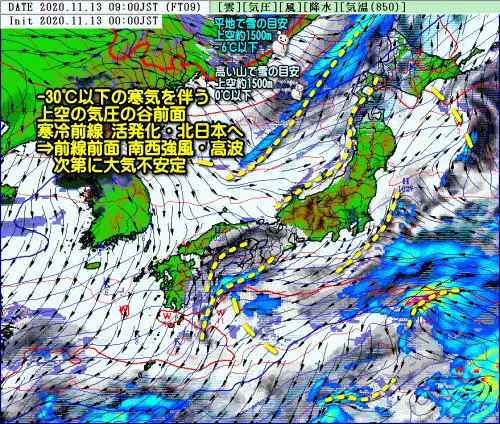 DATE 2020.11.13 09:00JST (FT09)
[雲][気圧][風][降水][気温(850)]
Init 2020.11.13 00:00JST
平地で雪の目安
上空約1500m
-6℃以下
高い山で雪の目安
上空約1500m
0℃以下
-30℃以下の寒気を伴う
上空の気圧の谷前面
寒冷前線 活発化・北日本へ
⇒前線前面 南西強風・高波
次第に大気不安定
H
W
W